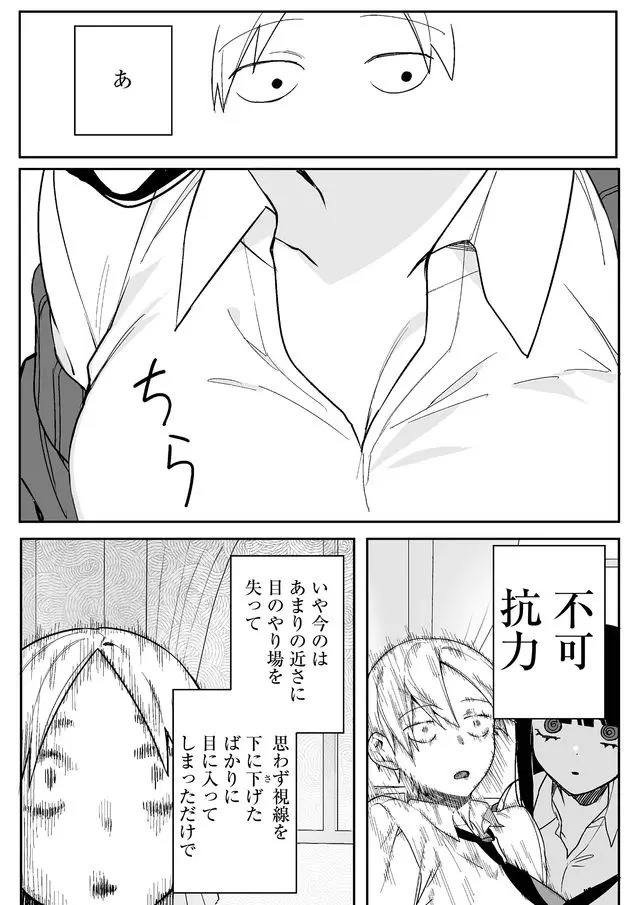 あ
ちら
不可
抗力
いや今のは
あまりの近さに
目のやり場を
失って
思わず視線を
下に下げた
ばかりに
目に入って
しまっただけで